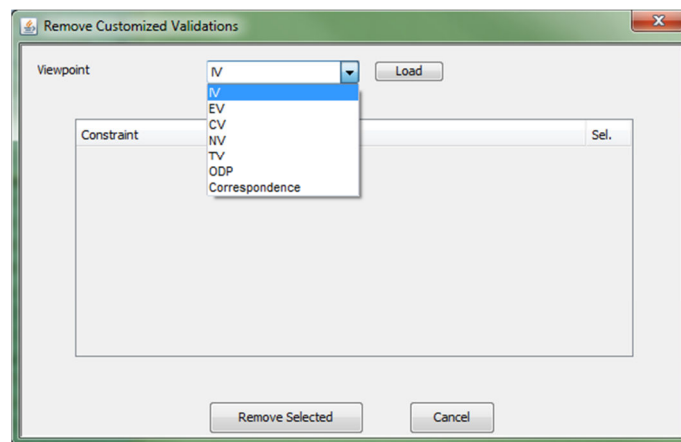 Remove Customized Validations
Viewpoint
IV
Load
IV
EV
CV
NV
TV
ODP
Correspondence
Constraint
Sel.
Remove Selected
Cancel